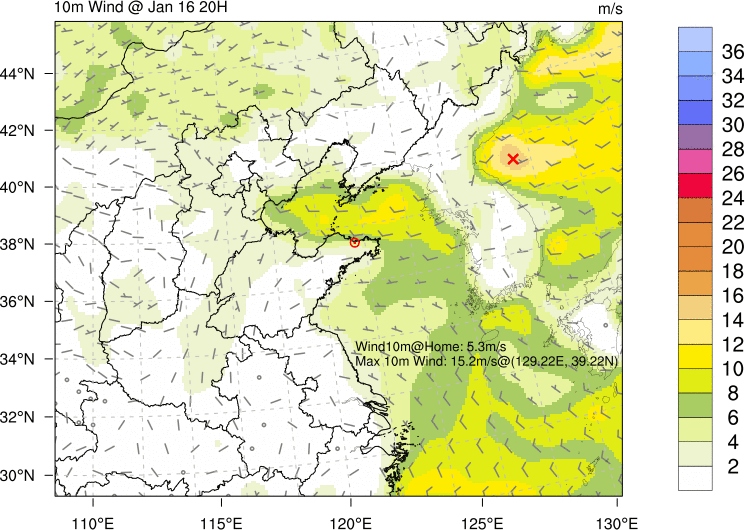 10m Wind @ Jan 16 20H
m/s
44°N
42°N
40°N
38°N
36°N
34°N
32°N
30°N
110°E
115°E
120°E
125°E
130°E
Wind10m@Home: 5.3m/s
Max 10m Wind: 15.2m/s@(129.22E, 39.22N)
36
34
32
30
28
26
24
22
20
18
16
14
12
10
8
6
4
2